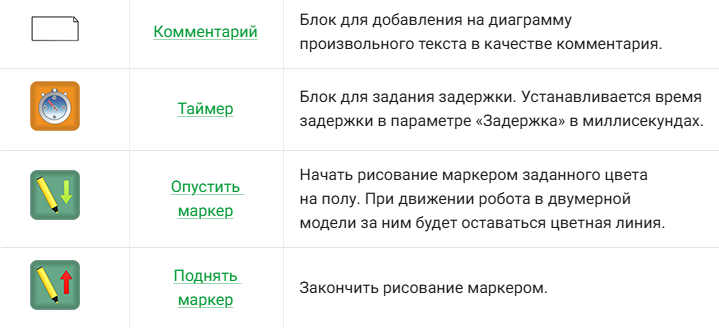 Комментарий
Блок для добавления на диаграмму
произвольного текста в качестве комментария.
Таймер
Блок для задания задержки. Устанавливается время
задержки в параметре «Задержка» в миллисекундах.
Опустить
маркер
Начать рисование маркером заданного цвета
на полу. При движении робота в двумерной
модели за ним будет оставаться цветная линия.
Поднять
маркер
Закончить рисование маркером.